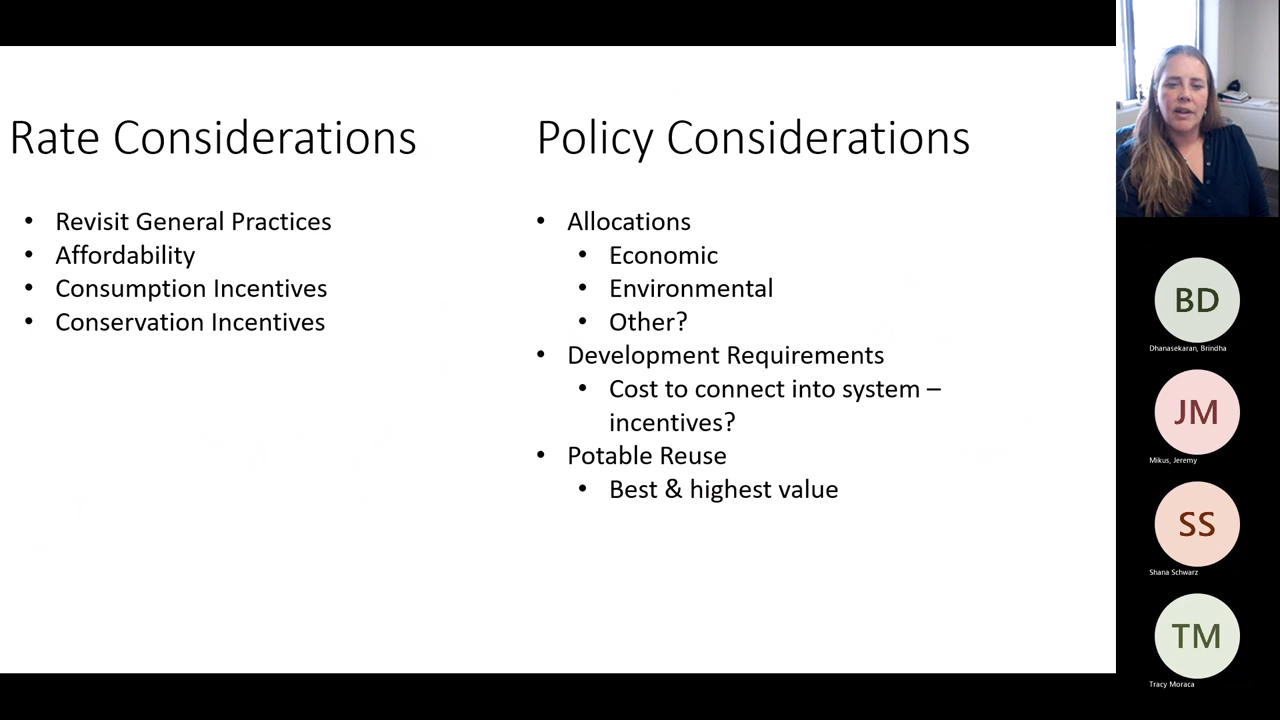 Rate Considerations
• Revisit General Practices
• Affordability
• Consumption Incentives
• Conservation Incentives
Policy Considerations
• Allocations
• Economic
• Environmental
• Other?
• Development Requirements
• Cost to connect into system –
incentives?
• Potable Reuse
• Best & highest value
BD
Dhanasekaran, Brindha
JM
Mikus, Jeremy
SS
Shana Schwarz
TM
Tracy Moraca